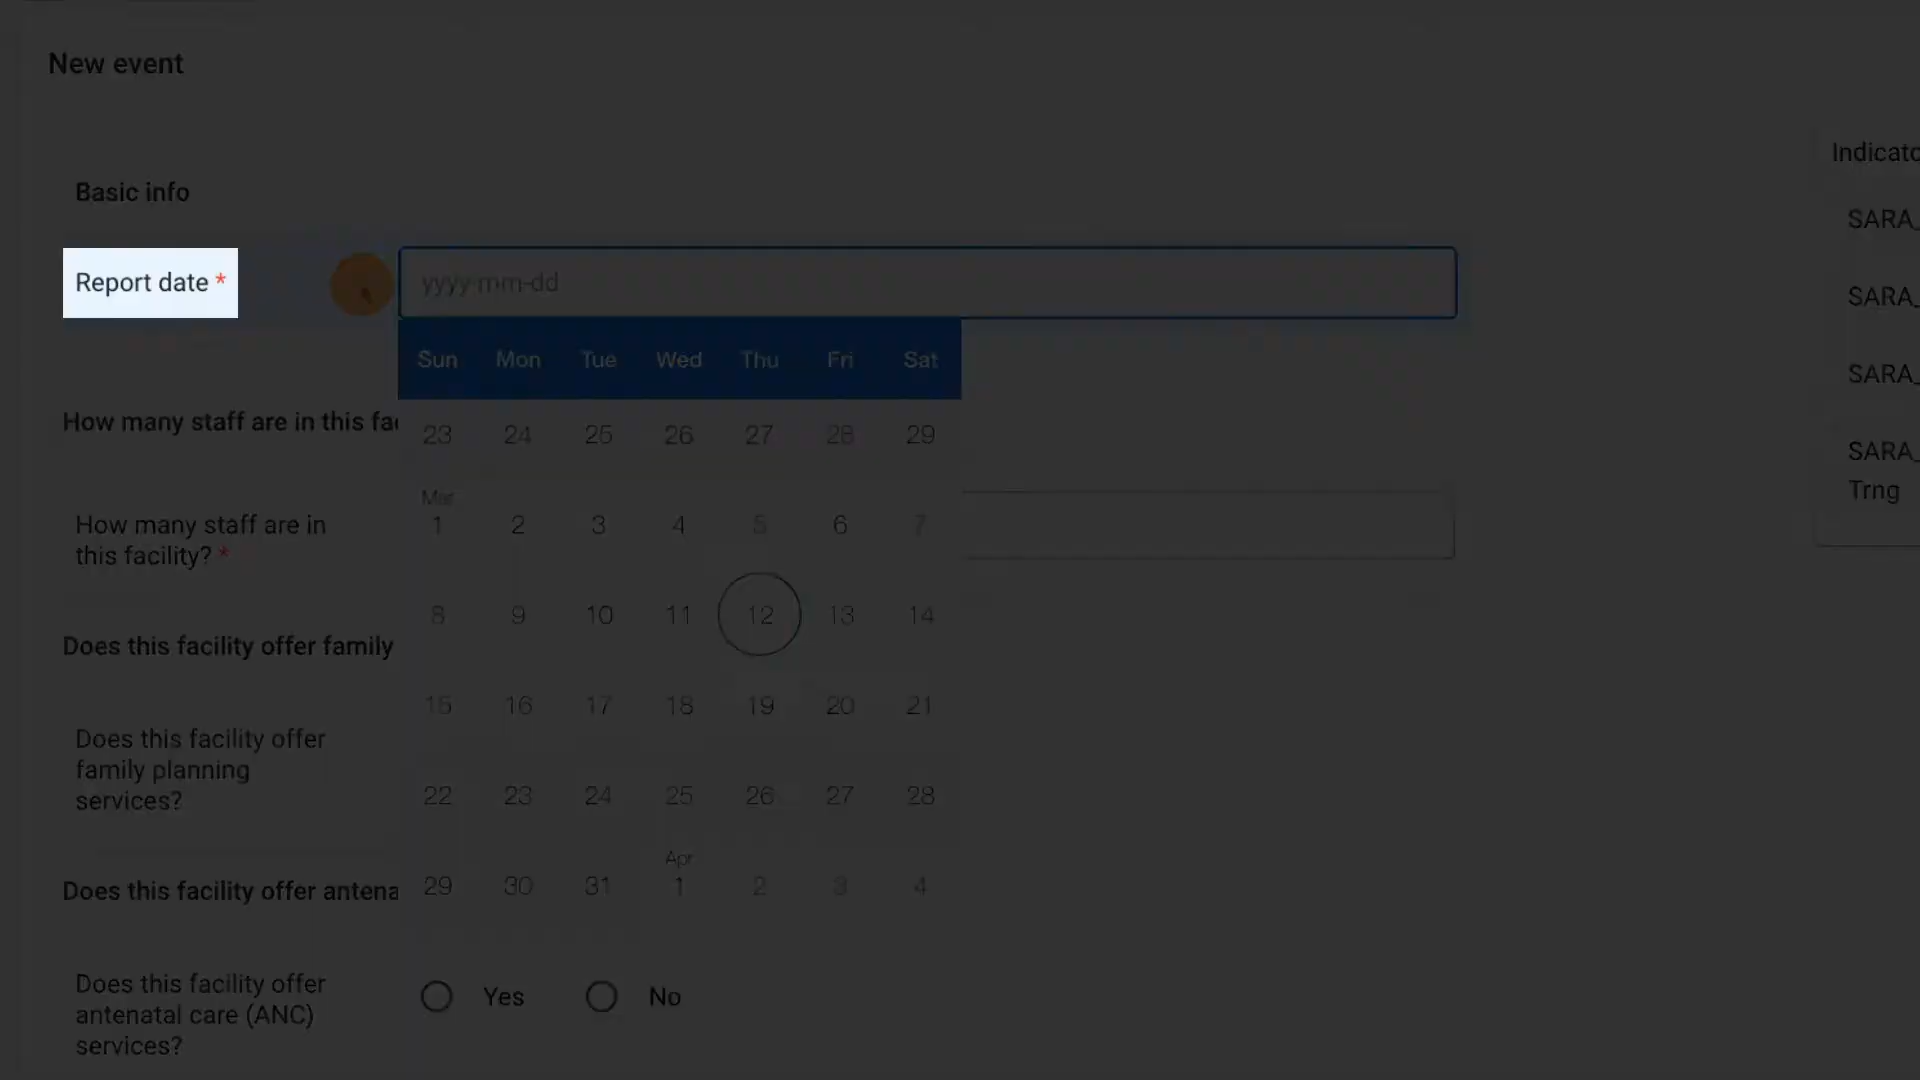 New event
Indicato
Basic info
SARA_
Report date *
yyyy-mm-dd
SARA_
Sun Mon Tue Wed Thu Fri Sat
SARA_
How many staff are in this fac
23 24 25 26 27 28 29
SARA_
Trng
Mar
1 2 3 4 5 6 7
How many staff are in
this facility? *
8 9 10 11 12 13 14
Does this facility offer family
15 16 17 18 19 20 21
Does this facility offer
family planning
services?
22 23 24 25 26 27 28
Apr
Does this facility offer antena
29 30 31 1 2 3 4
Does this facility offer
antenatal care (ANC)
services?
Yes No